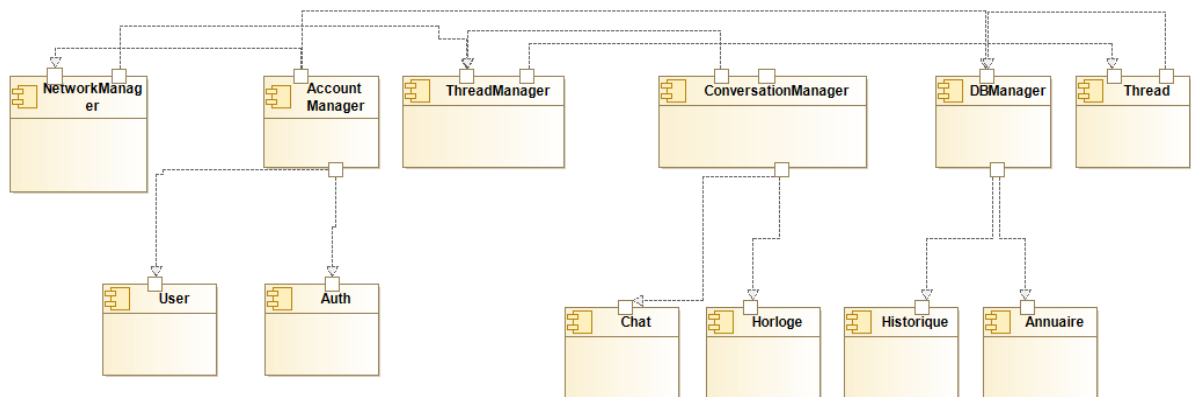 NetworkManag
er
Account
Manager
ThreadManager
ConversationManager
DBManager
Thread
User
Auth
Chat
Horloge
Historique
Annuaire